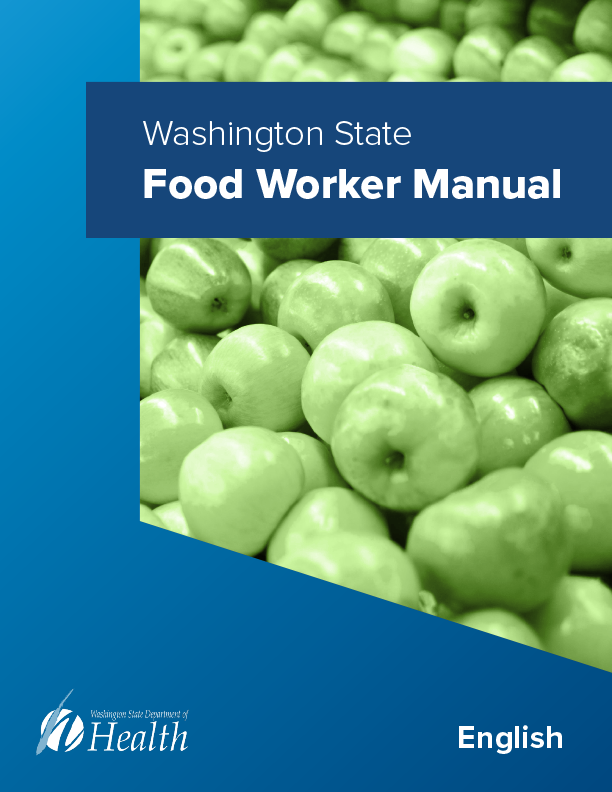 Washington State
Food Worker Manual
Washington State Department of
Health
English